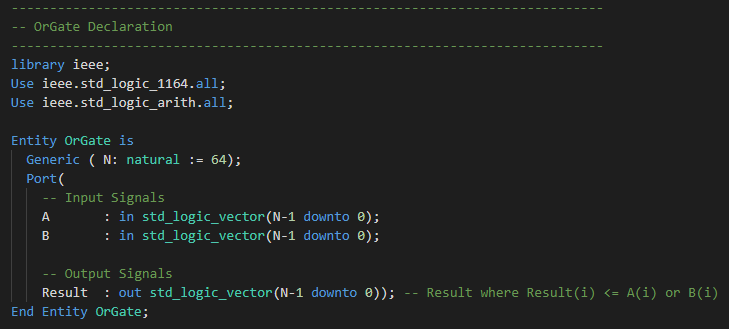 ---------------------------------------------------------------------------
-- OrGate Declaration
---------------------------------------------------------------------------
library ieee;
Use ieee.std_logic_1164.all;
Use ieee.std_logic_arith.all;
Entity OrGate is
Generic ( N: natural := 64);
Port(
-- Input Signals
A       : in std_logic_vector(N-1 downto 0);
B       : in std_logic_vector(N-1 downto 0);
-- Output Signals
Result  : out std_logic_vector(N-1 downto 0)); -- Result where Result(i) <= A(i) or B(i)
End Entity OrGate;